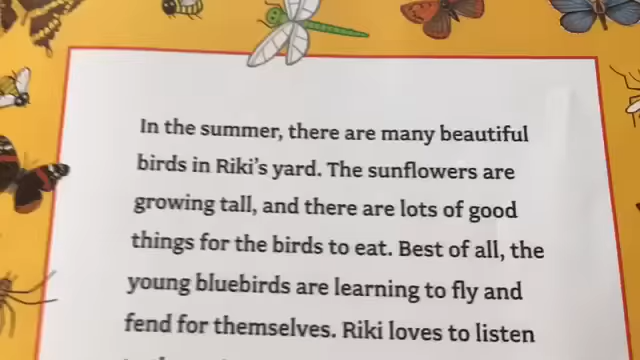 In the summer, there are many beautiful
birds in Riki's yard. The sunflowers are
growing tall, and there are lots of good
things for the birds to eat. Best of all, the
young bluebirds are learning to fly and
fend for themselves. Riki loves to listen